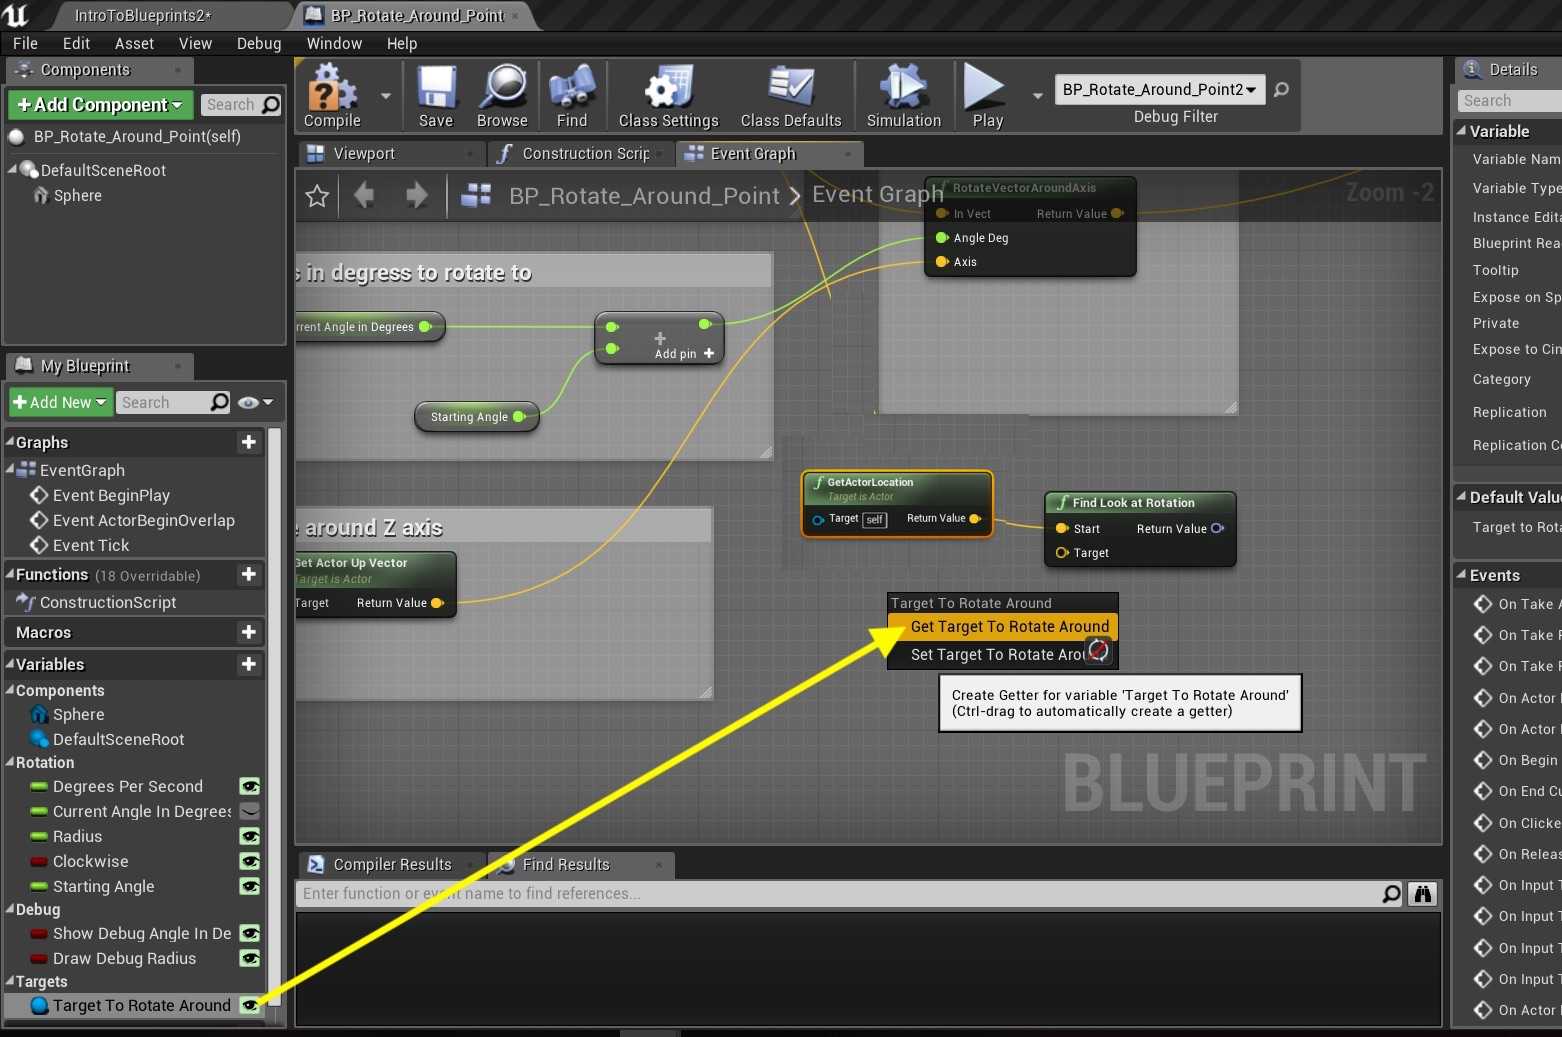 IntroToBlueprints2*
BP_Rotate_Around_Point
File Edit Asset View Debug Window Help
Components
+Add Component
Search
BP_Rotate_Around_Point(self)
DefaultSceneRoot
Sphere
Compile
Save
Browse
Find
Class Settings
Class Defaults
Simulation
Play
BP_Rotate_Around_Point2
Debug Filter
Viewport
Construction Scrip
Event Graph
BP_Rotate_Around_Point > Event Graph
Zoom -2
RotateVectorAroundAxis
In Vect Return Value
Angle Deg
Axis
s in degress to rotate to
rrent Angle in Degrees
Add pin +
Starting Angle
e around Z axis
Get Actor Up Vector
Target is Actor
Target Return Value
GetActorLocation
Target is Actor
Target self Return Value
Find Look at Rotation
Start Return Value
Target
Target To Rotate Around
Get Target To Rotate Around
Set Target To Rotate Arou
Create Getter for variable 'Target To Rotate Around'
(Ctrl-drag to automatically create a getter)
BLUEPRINT
My Blueprint
+Add New
Search
Graphs
EventGraph
Event BeginPlay
Event ActorBeginOverlap
Event Tick
Functions (18 Overridable)
ConstructionScript
Macros
Variables
Components
Sphere
DefaultSceneRoot
Rotation
Degrees Per Second
Current Angle In Degrees
Radius
Clockwise
Starting Angle
Debug
Show Debug Angle In De
Draw Debug Radius
Targets
Target To Rotate Around
Compiler Results
Find Results
Enter function or event name to find references...
Details
Search
Variable
Variable Nam
Variable Type
Instance Edita
Blueprint Rea
Tooltip
Expose on Sp
Private
Expose to Cin
Category
Replication
Replication Co
Default Valu
Target to Rota
Events
On Take A
On Take P
On Take R
On Actor B
On Actor E
On Begin
On End Cu
On Clicke
On Releas
On Input T
On Input T
On Input T
On Input T
On Actor